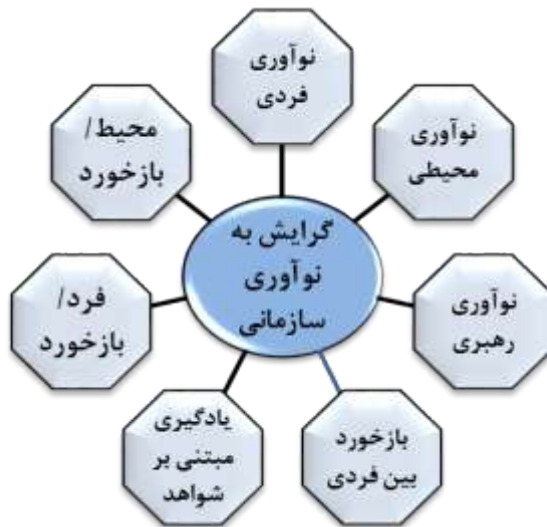 نوآوری
فردی
نوآوری
محیطی
نوآوری
رهبری
بازخورد
بین فردی
یادگیری
مبتنی بر
شواهد
فرد/
بازخورد
محیط/
بازخورد
گرایش به
نوآوری
سازمانی